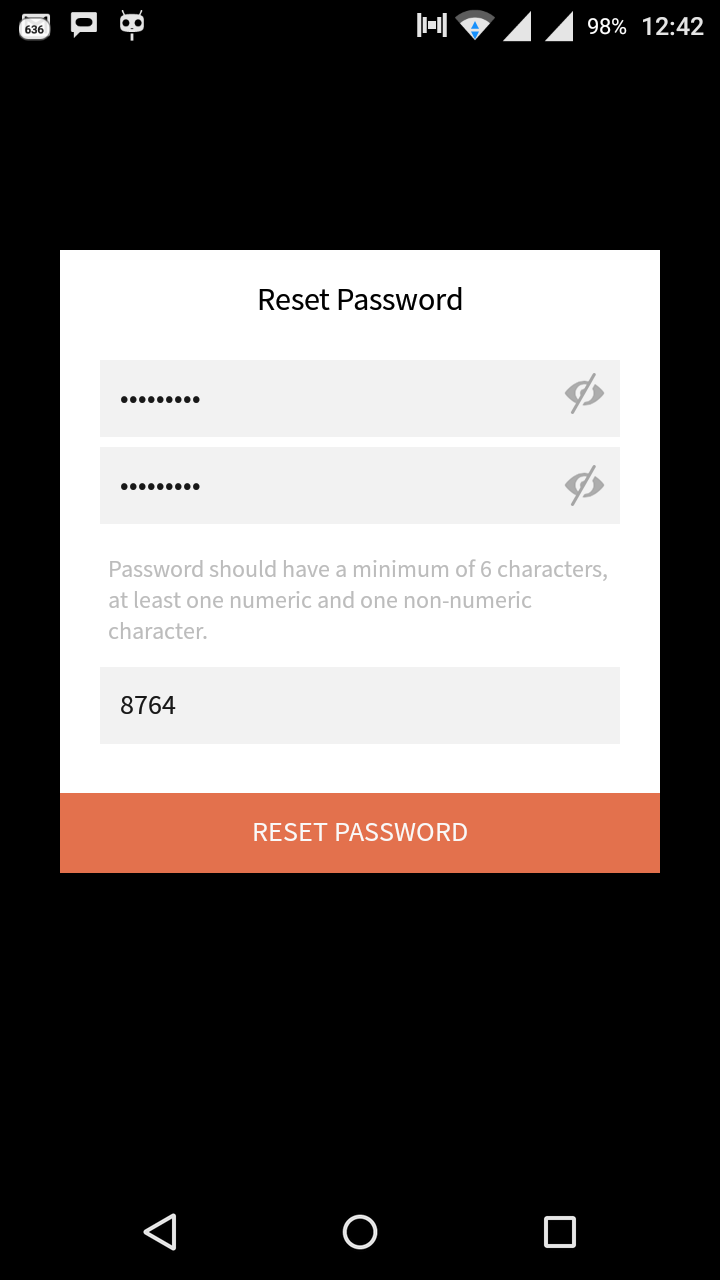 636 98% 12:42
Reset Password
•••••••••
•••••••••
Password should have a minimum of 6 characters,
at least one numeric and one non-numeric
character.
8764
RESET PASSWORD